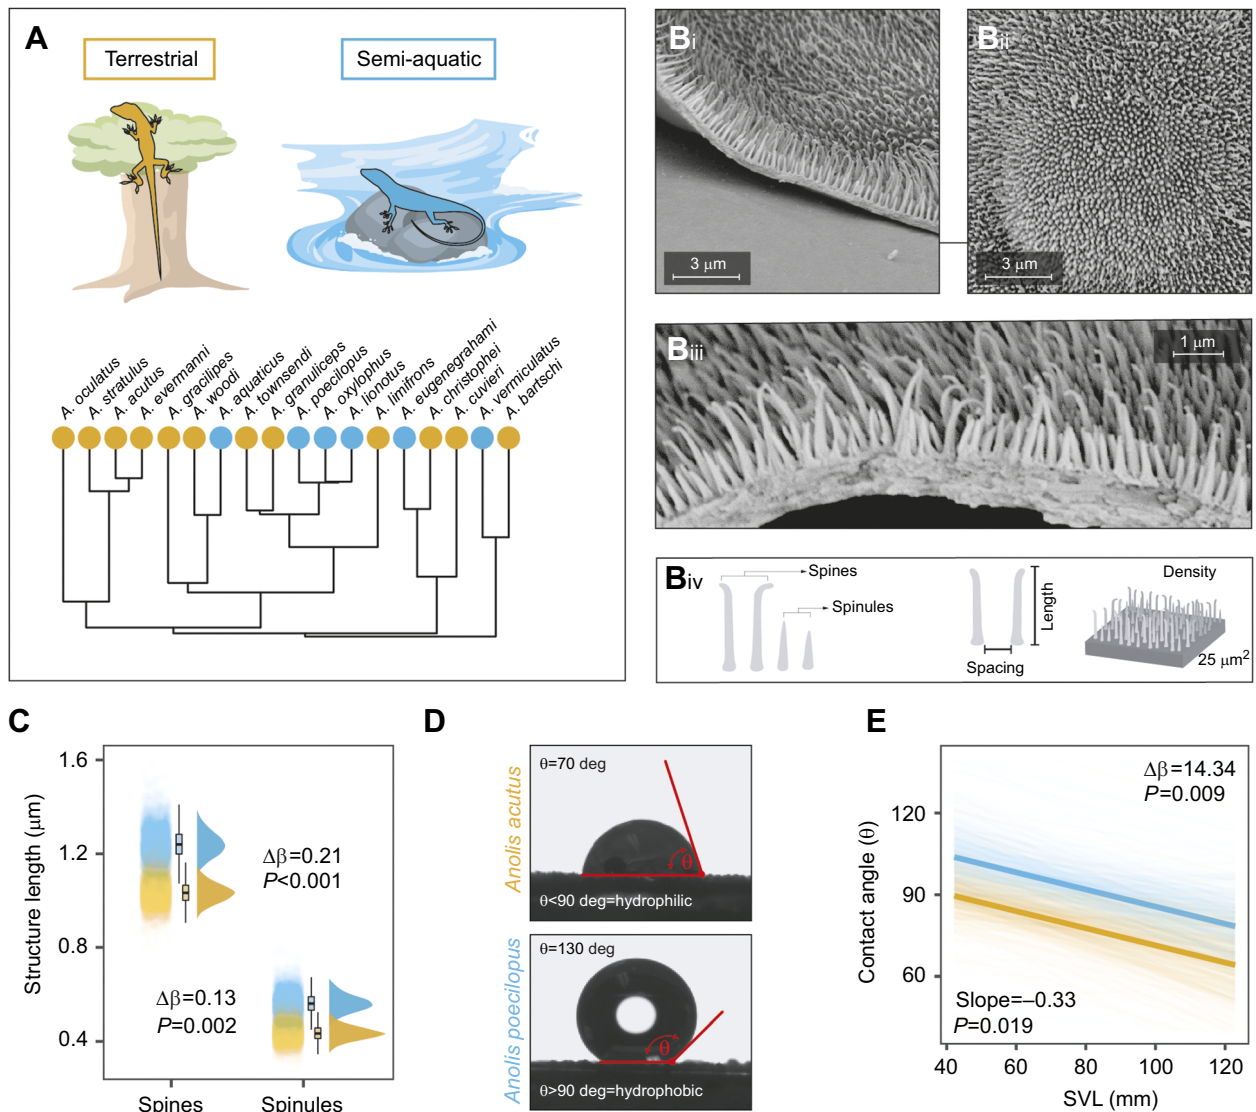 A
Terrestrial
Semi-aquatic
A. oculatus
A. stratulus
A. acutus
A. evermanni
A. gracilipes
A. woodi
A. aquaticus
A. townsendi
A. granuliceps
A. poecilopus
A. oxylophus
A. lionotus
A. limifrons
A. eugenegrahami
A. christophei
A. cuvieri
A. vermiculatus
A. bartschi
Bi
3 μm
Bii
3 μm
Biii
1 μm
Biv
Spines
Spinules
Spacing
Length
Density
25 μm²
C
Structure length (μm)
1.6
1.2
0.8
0.4
Δβ=0.21
P<0.001
Δβ=0.13
P=0.002
Spines
Spinules
D
Anolis acutus
θ=70 deg
θ
θ<90 deg=hydrophilic
Anolis poecilopus
θ=130 deg
θ
θ>90 deg=hydrophobic
E
Contact angle (θ)
120
90
60
Δβ=14.34
P=0.009
Slope=–0.33
P=0.019
40
60
80
100
120
SVL (mm)